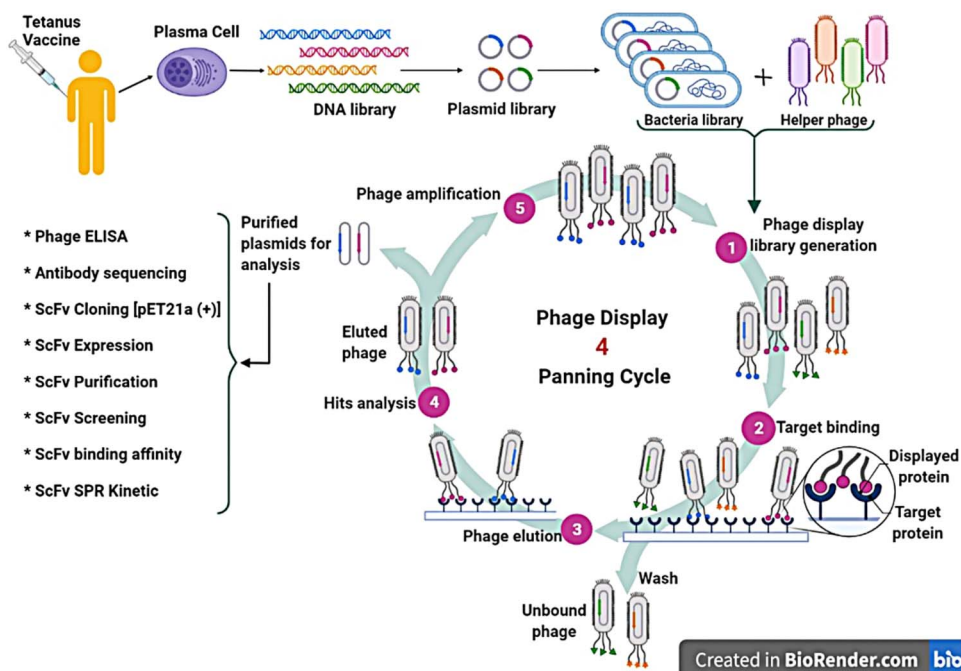 Tetanus
Vaccine
Plasma Cell
DNA library
Plasmid library
Bacteria library
+
Helper phage
Phage amplification
5
Phage display
library generation
1
Purified
plasmids for
analysis
* Phage ELISA
* Antibody sequencing
* ScFv Cloning [pET21a (+)]
* ScFv Expression
* ScFv Purification
* ScFv Screening
* ScFv binding affinity
* ScFv SPR Kinetic
Eluted
phage
Phage Display
4
Panning Cycle
Hits analysis
4
2
Target binding
Displayed
protein
Target
protein
Phage elution
3
Wash
Unbound
phage
Created in BioRender.com
bio